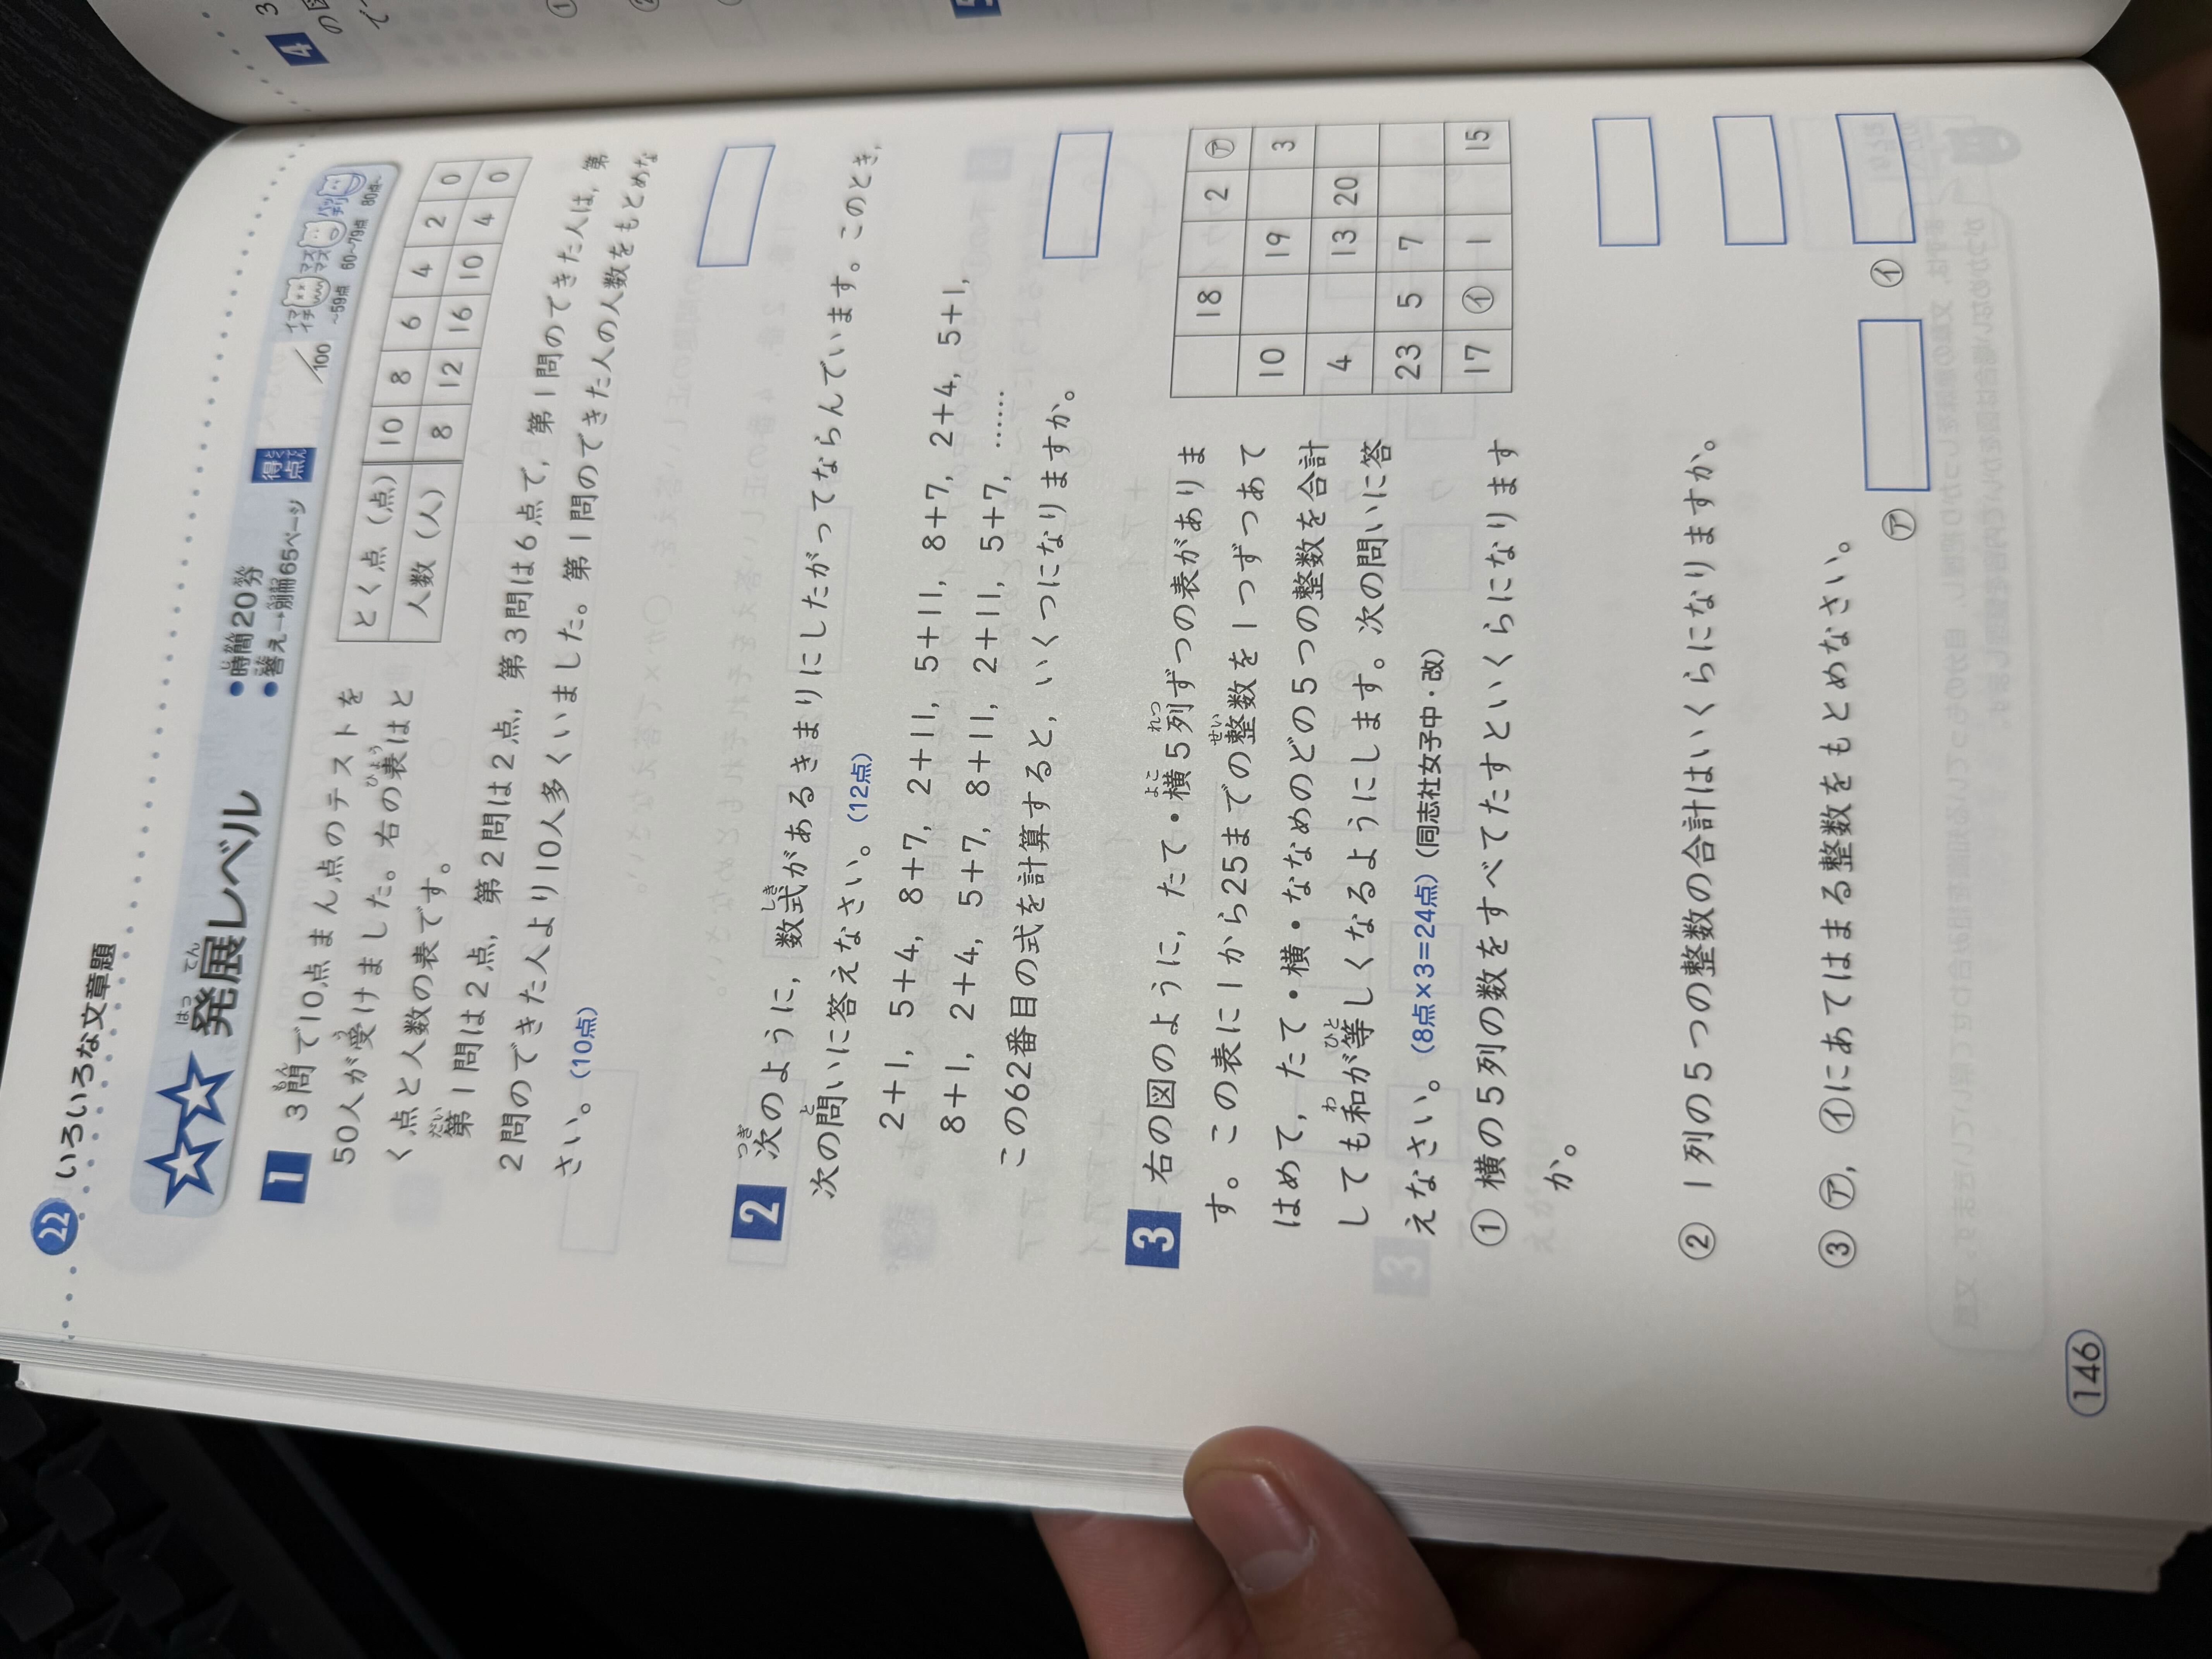 22 いろいろな文章題
発展レベル
はってん
●時間20分
●答え→別冊65ページ
得点
/100
イマイチ ～59点
マズマズ 60～79点
バッチリ 80点～
1 3問で10点まん点のテストを
50人が受けました。右の表はと
く点と人数の表です。
とく点（点） 10 8 6 4 2 0
人数（人） 8 12 16 10 4 0
第1問は2点，第2問は2点，第3問は6点で，第1問のできた人は，第
2問のできた人より10人多くいました。第1問のできた人の人数をもとめな
さい。（10点）
2 次のように，数式があるきまりにしたがってならんでいます。このとき，
次の問いに答えなさい。（12点）
2+1, 5+4, 8+7, 2+11, 5+11, 8+7, 2+4, 5+1,
8+1, 2+4, 5+7, 8+11, 2+11, 5+7, ……
この62番目の式を計算すると，いくつになりますか。
3 右の図のように，たて・横5列ずつの表がありま
す。この表に1から25までの整数を1つずつあて
はめて，たて・横・ななめのどの5つの整数を合計
しても和が等しくなるようにします。次の問いに答
えなさい。（8点×3=24点）（同志社女子中・改）
18 2 ㋐
10 19 3
4 13 20
23 5 7
17 ㋑ 1 15
① 横の5列の数をすべてたすといくらになります
か。
② 1列の5つの整数の合計はいくらになりますか。
③ ㋐，㋑にあてはまる整数をもとめなさい。
㋐ ㋑
146
4